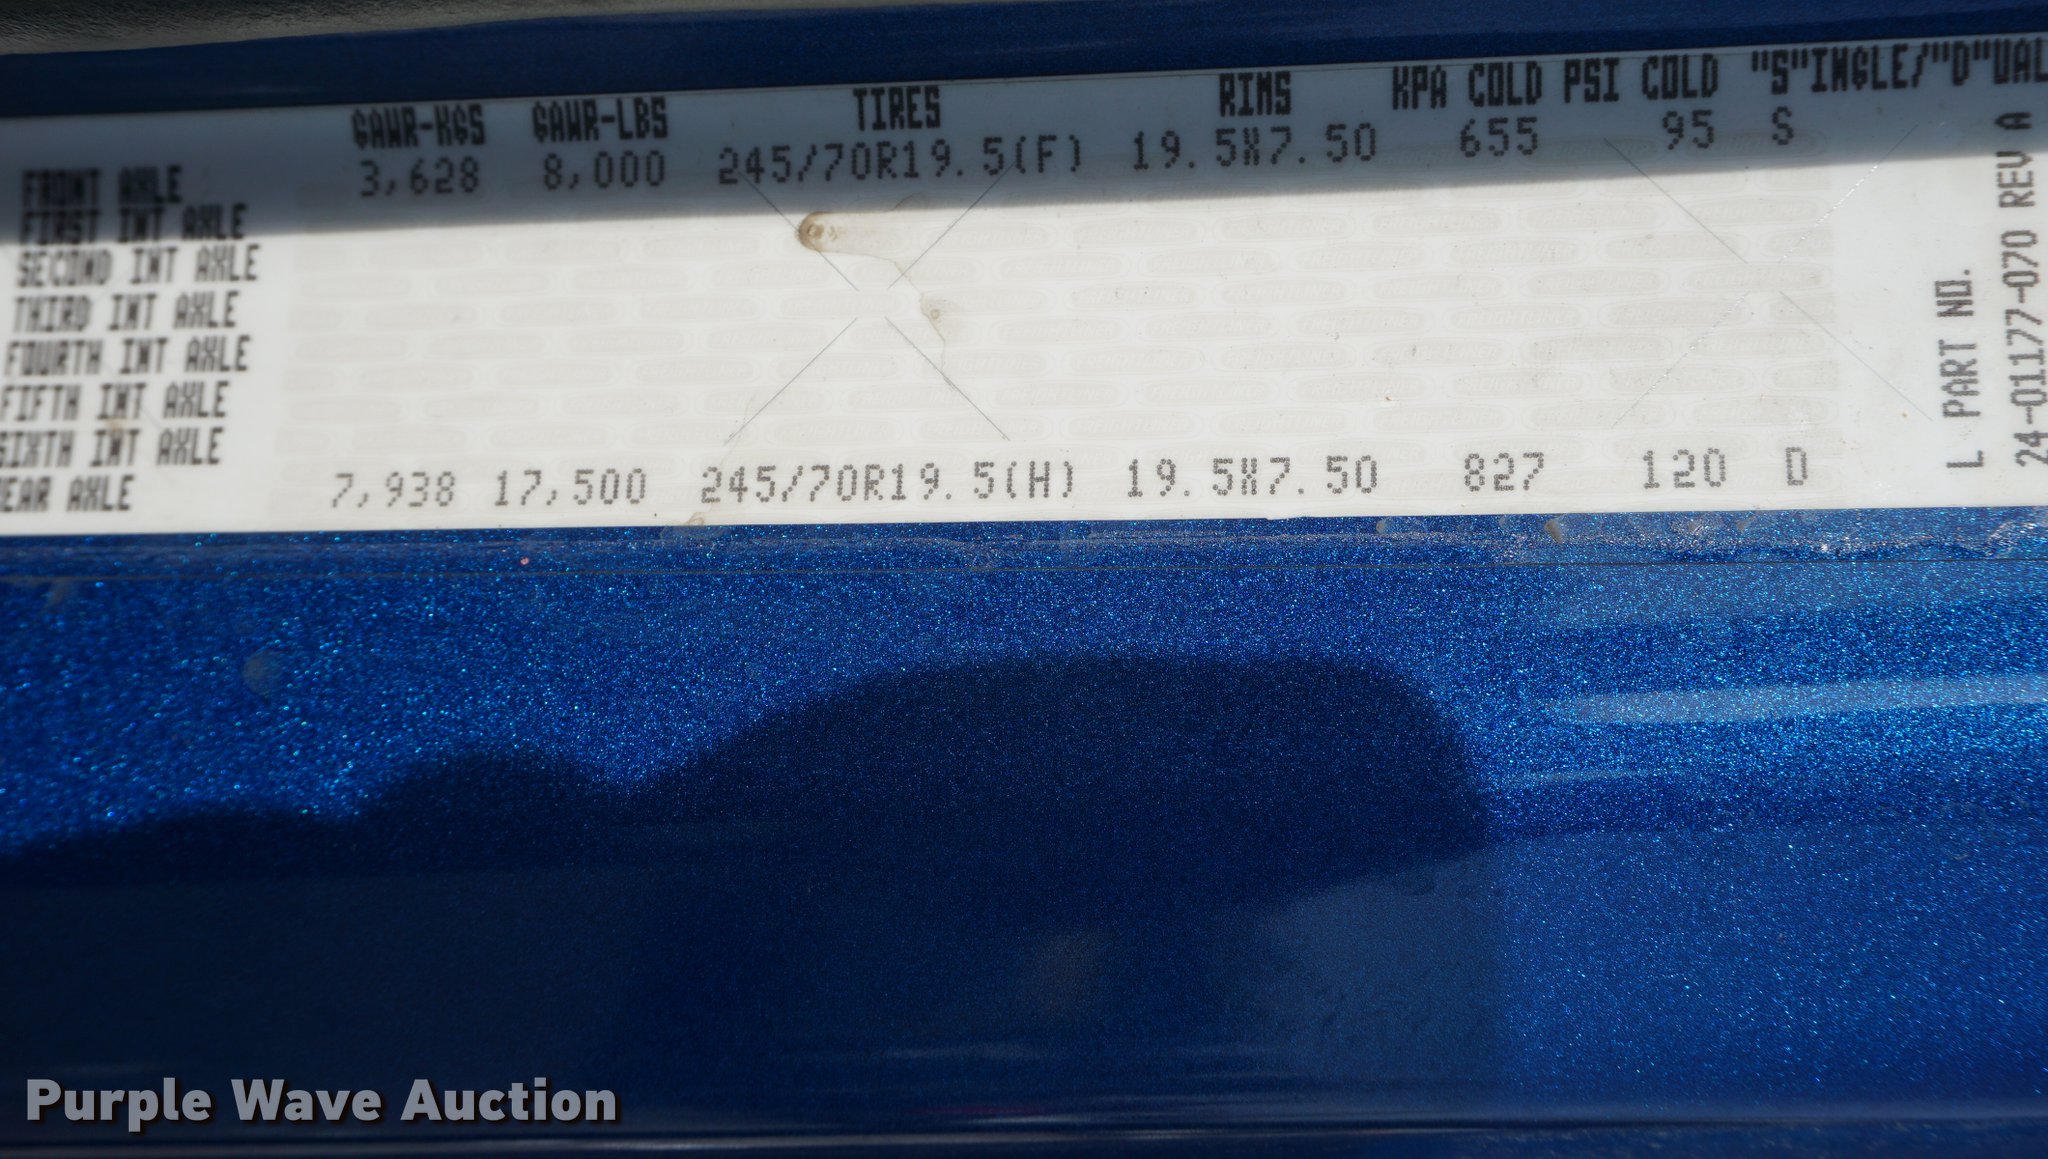 GAWR-KGS GAWR-LBS TIRES RIMS KPA COLD PSI COLD "S"INGLE/"D"UAL
FRONT AXLE 3,628 8,000 245/70R19.5(F) 19.5X7.50 655 95 S
FIRST INT AXLE
SECOND INT AXLE
THIRD INT AXLE
FOURTH INT AXLE
FIFTH INT AXLE
SIXTH INT AXLE
EAR AXLE 7,938 17,500 245/70R19.5(H) 19.5X7.50 827 120 D
L PART NO.
24-01177-070 REV A
Purple Wave Auction